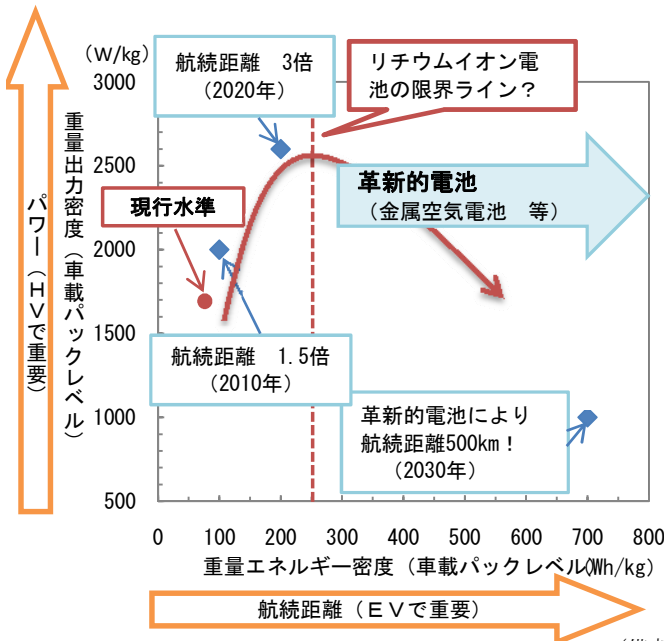 (W/kg)
3000
2500
2000
1500
1000
500
0
100
200
300
400
500
600
700
800
パワー(HVで重要)
重量出力密度(車載パックレベル)
航続距離 3倍
(2020年)
リチウムイオン電
池の限界ライン?
現行水準
革新的電池
(金属空気電池 等)
航続距離 1.5倍
(2010年)
革新的電池により
航続距離500km!
(2030年)
重量エネルギー密度(車載パックレベル(Wh/kg)
航続距離(EVで重要)